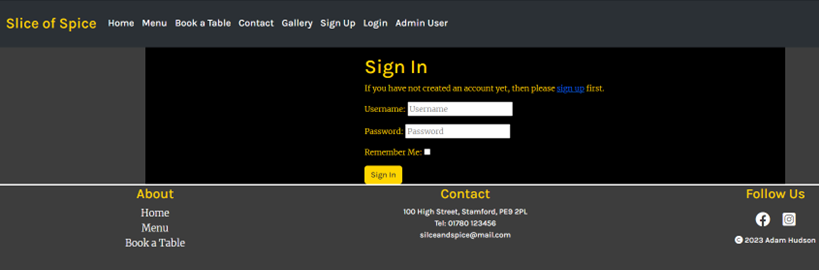 Slice of Spice Home Menu Book a Table Contact Gallery Sign Up Login Admin User
Sign In
If you have not created an account yet, then please sign up first.
Username: Username
Password: Password
Remember Me:
Sign In
About
Home
Menu
Book a Table
Contact
100 High Street, Stamford, PE9 2PL
Tel: 01780 123456
sliceandspice@mail.com
Follow Us
© 2023 Adam Hudson